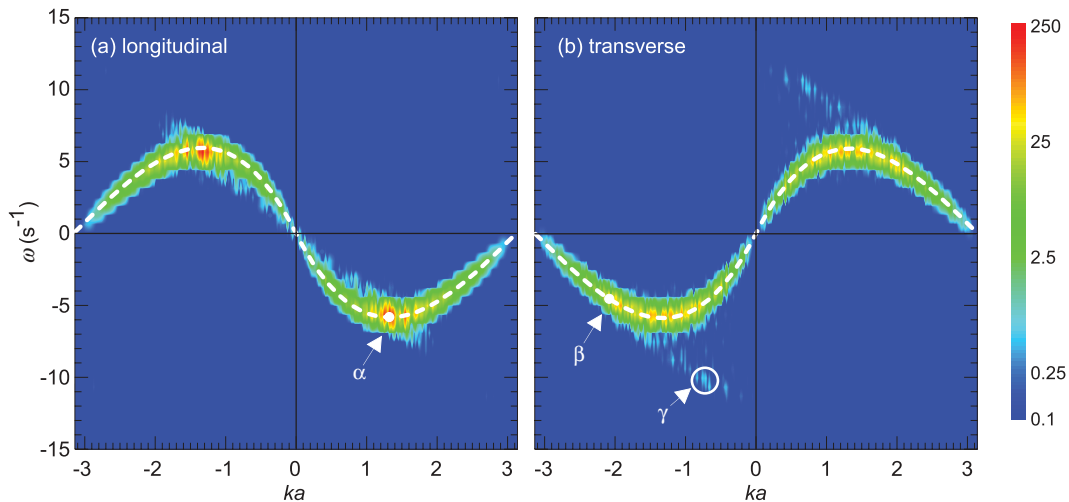 (a) longitudinal
(b) transverse
15
10
5
0
-5
-10
-15
ω (s⁻¹)
α
β
γ
-3 -2 -1 0 1 2 3
-3 -2 -1 0 1 2 3
ka
ka
250
25
2.5
0.25
0.1